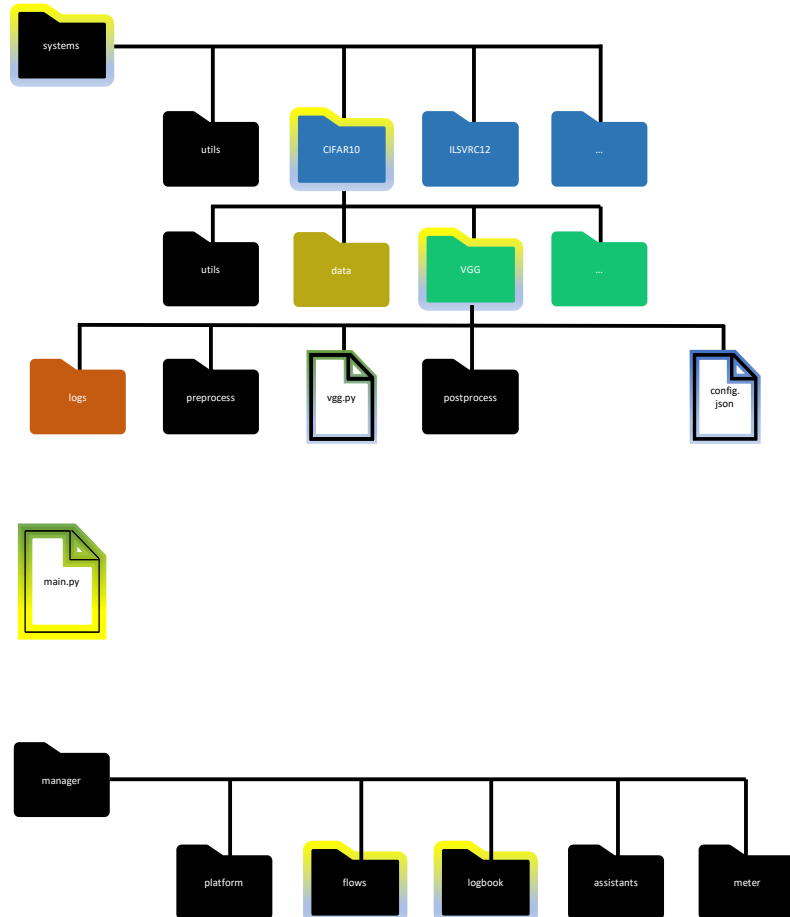 systems
utils
CIFAR10
ILSVRC12
...
utils
data
VGG
...
logs
preprocess
vgg.py
postprocess
config.
json
main.py
manager
platform
flows
logbook
assistants
meter